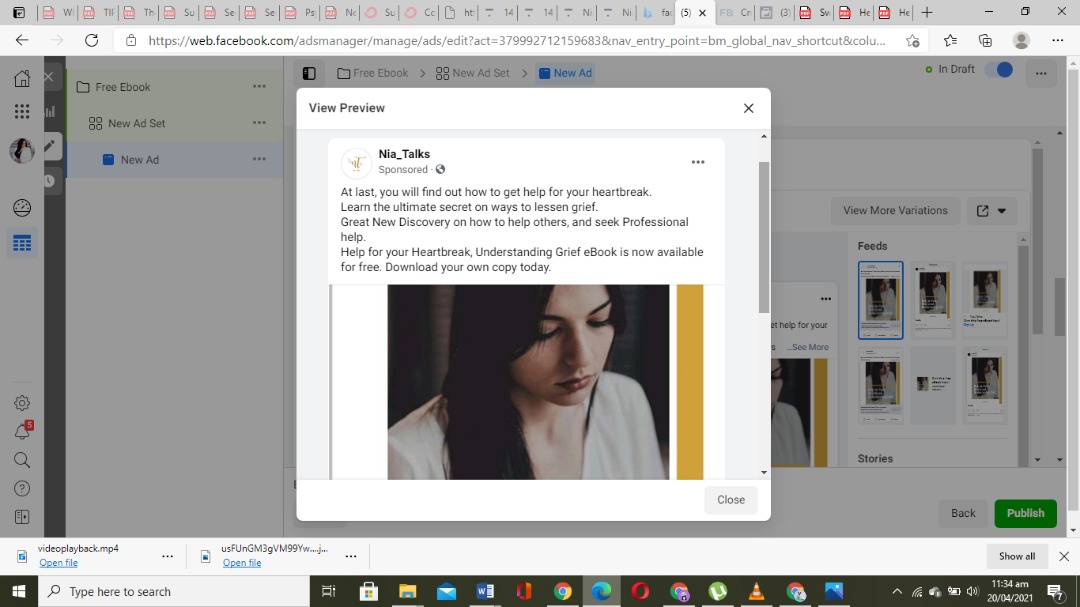 WI
TIF
Th
Su
Se
Se
Ps
Ne
Su
Cc
htt
14
14
Ni
Ni
fac
(5)
Cr
(3)
Sw
He
He
https://web.facebook.com/adsmanager/manage/ads/edit?act=379992712159683&nav_entry_point=bm_global_nav_shortcut&colu...
Free Ebook
New Ad Set
New Ad
Free Ebook > New Ad Set > New Ad
In Draft
View Preview
Nia_Talks
Sponsored ·
At last, you will find out how to get help for your heartbreak.
Learn the ultimate secret on ways to lessen grief.
Great New Discovery on how to help others, and seek Professional
help.
Help for your Heartbreak, Understanding Grief eBook is now available
for free. Download your own copy today.
Close
View More Variations
Feeds
et help for your
s ...See More
Stories
Back
Publish
5
videoplayback.mp4
Open file
usFUnGM3gVM99Yw....j...
Open file
Show all
Type here to search
11:34 am
20/04/2021
7